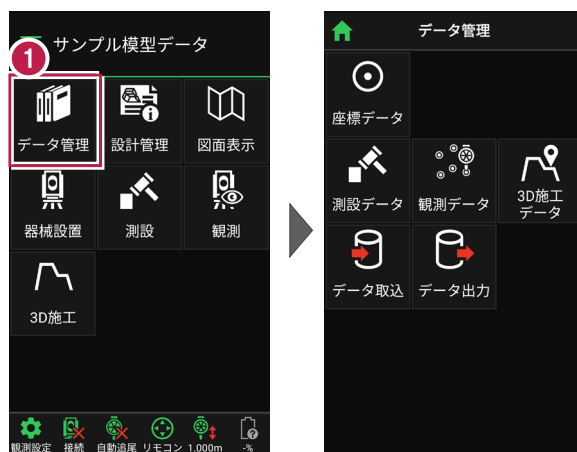 サンプル模型データ
1
データ管理
設計管理
図面表示
器械設置
測設
観測
3D施工
観測設定
接続
自動追尾
リモコン
1.000m
-%
データ管理
座標データ
測設データ
観測データ
3D施工
データ
データ取込
データ出力